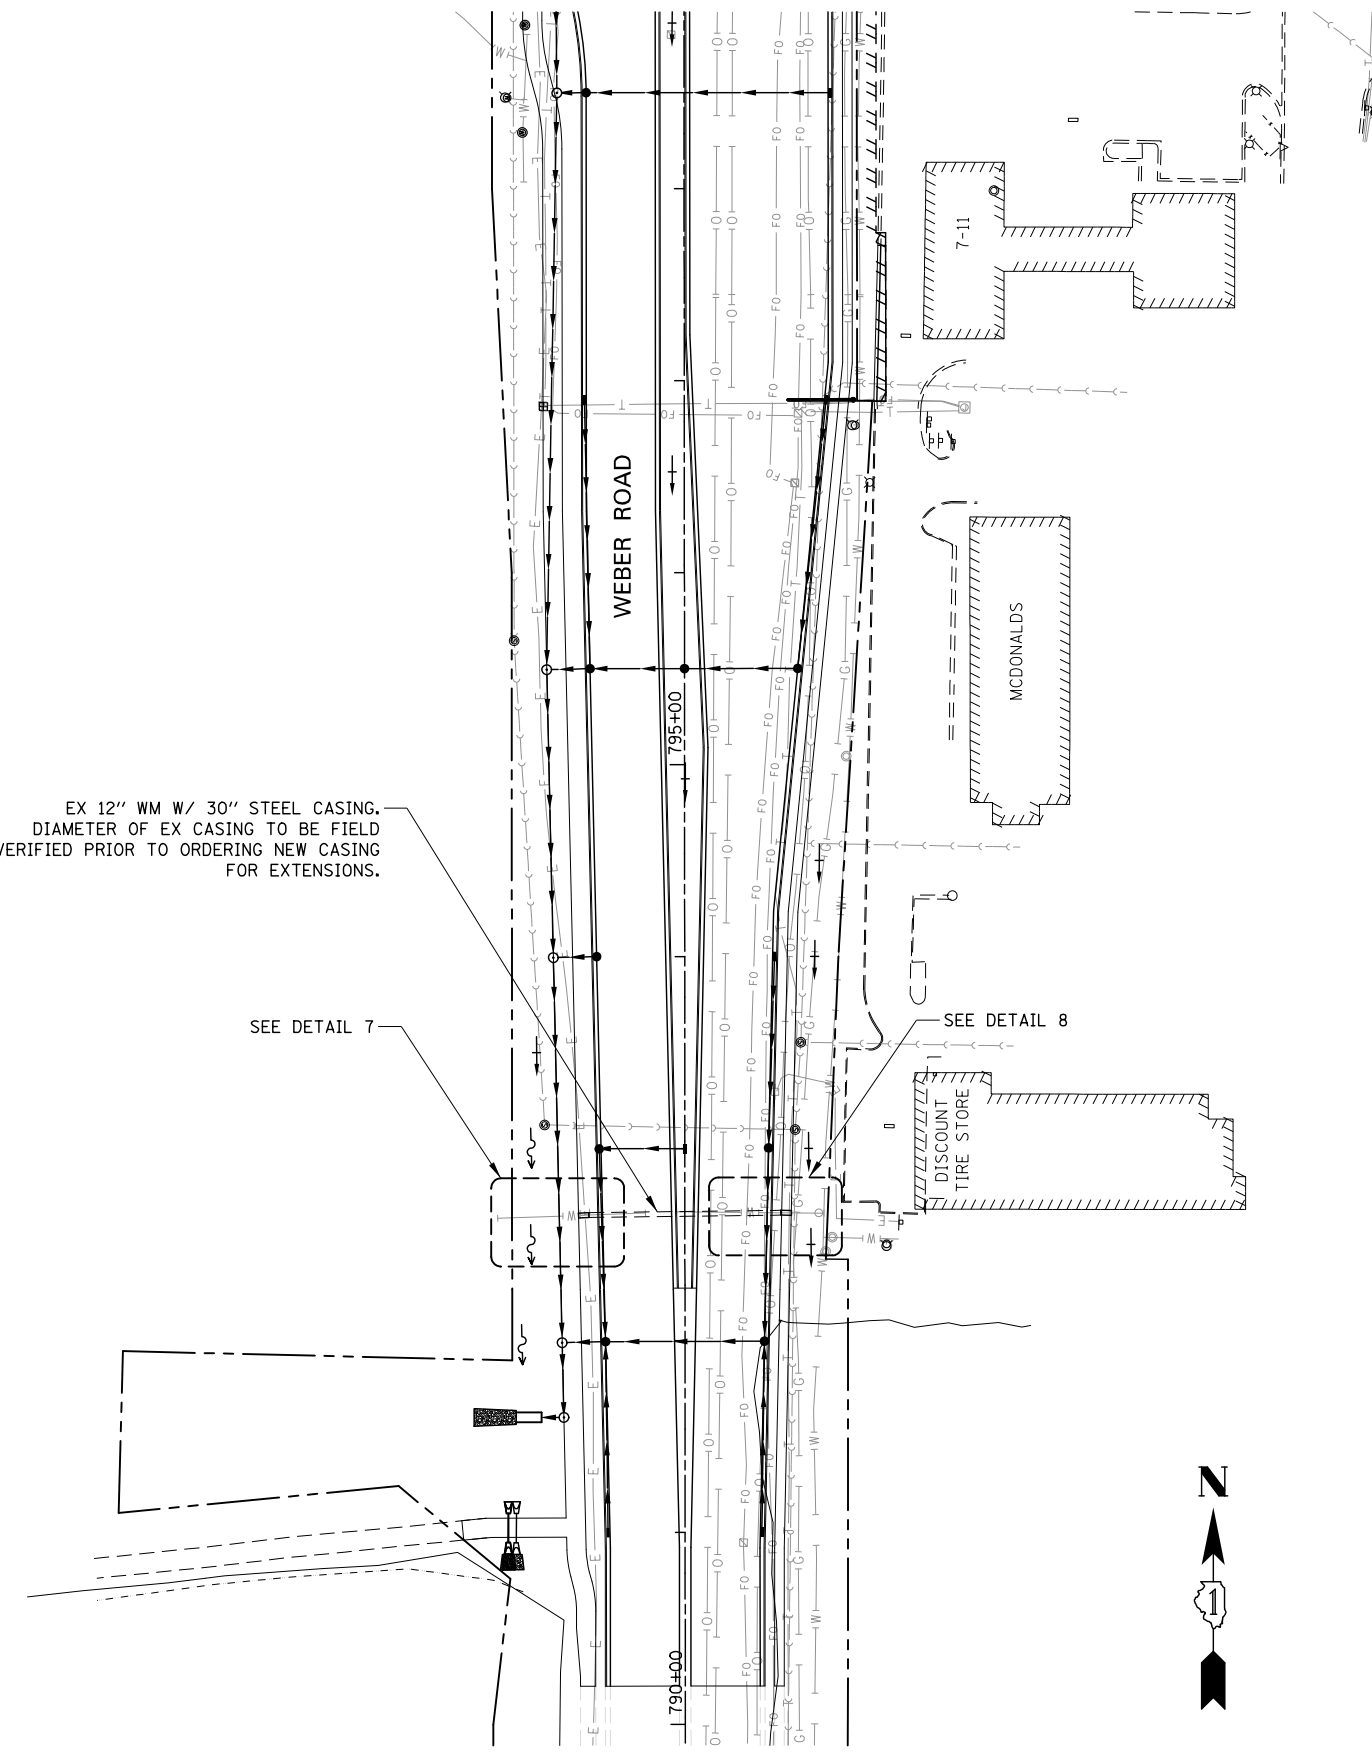 7-11
WEBER ROAD
MCDONALDS
795+00
EX 12" WM W/ 30" STEEL CASING.
DIAMETER OF EX CASING TO BE FIELD
VERIFIED PRIOR TO ORDERING NEW CASING
FOR EXTENSIONS.
SEE DETAIL 7
SEE DETAIL 8
DISCOUNT
TIRE STORE
790+00
N
1